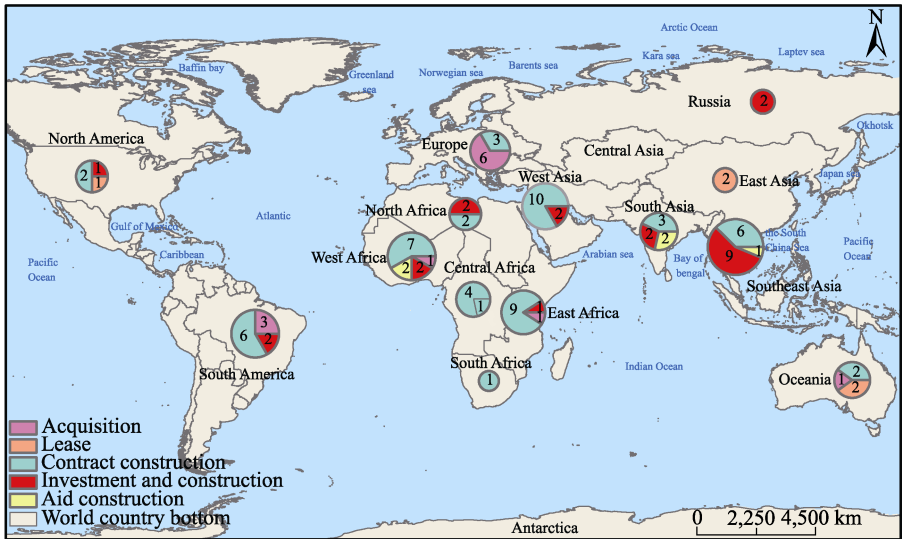 Arctic Ocean
N
Laptev sea
Kara sea
Barents sea
Norwegian sea
Baffin bay
Greenland
sea
Russia
2
Okhotsk
North America
Europe
3
6
Central Asia
2
1
1
West Asia
2
East Asia
Japan sea
10
2
North Africa
2
2
South Asia
3
2
2
Gulf of Mexico
Atlantic
Caribbean
Pacific
Ocean
West Africa
7
1
2
2
Central Africa
Arabian sea
Bay of
bengal
6
9
1
the South
China Sea
Pacific
Ocean
Southeast Asia
4
1
9
1
1
East Africa
3
6
2
South America
South Africa
1
Indian Ocean
Oceania
1
2
2
Acquisition
Lease
Contract construction
Investment and construction
Aid construction
World country bottom
Antarctica
0 2,250 4,500 km